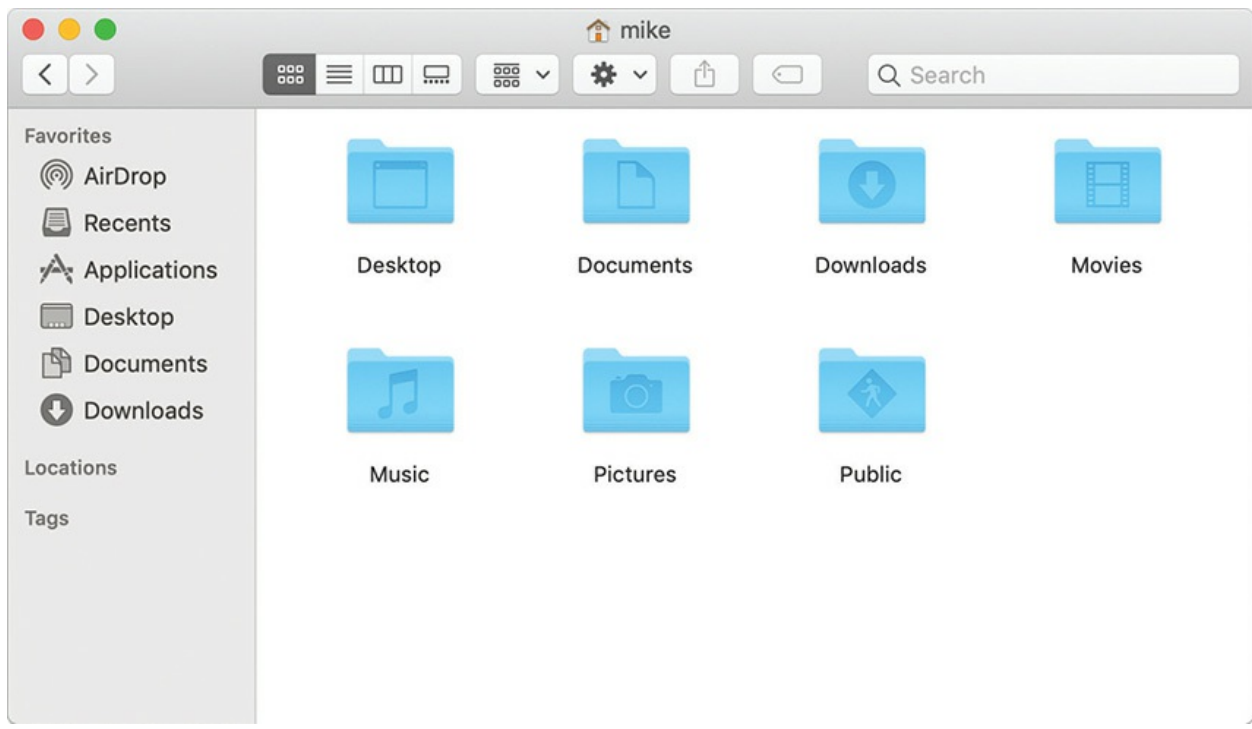 mike
Search
Favorites
AirDrop
Recents
Applications
Desktop
Documents
Downloads
Locations
Tags
Desktop
Documents
Downloads
Movies
Music
Pictures
Public